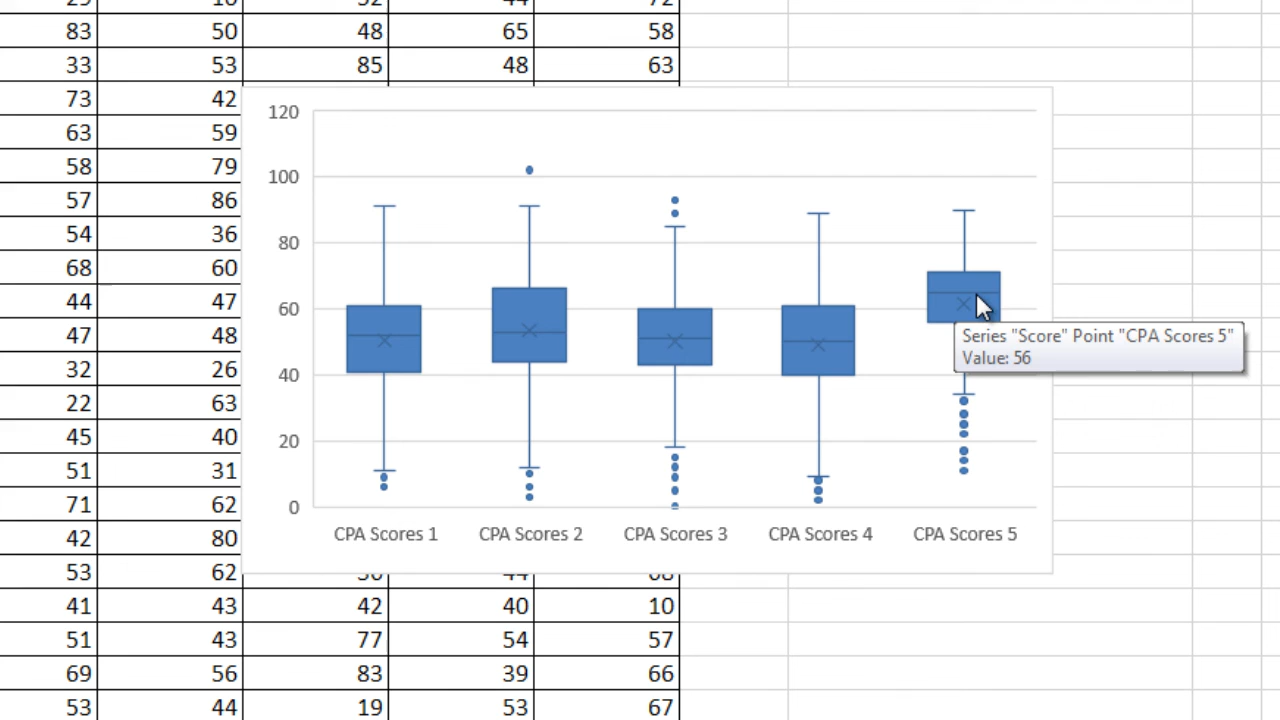 83 50 48 65 58
33 53 85 48 63
73 42
63 59
58 79
57 86
54 36
68 60
44 47
47 48
32 26
22 63
45 40
51 31
71 62
42 80
53 62
41 43 42 40 10
51 43 77 54 57
69 56 83 39 66
53 44 19 53 67
120
100
80
60
40
20
0
CPA Scores 1 CPA Scores 2 CPA Scores 3 CPA Scores 4 CPA Scores 5
Series "Score" Point "CPA Scores 5"
Value: 56